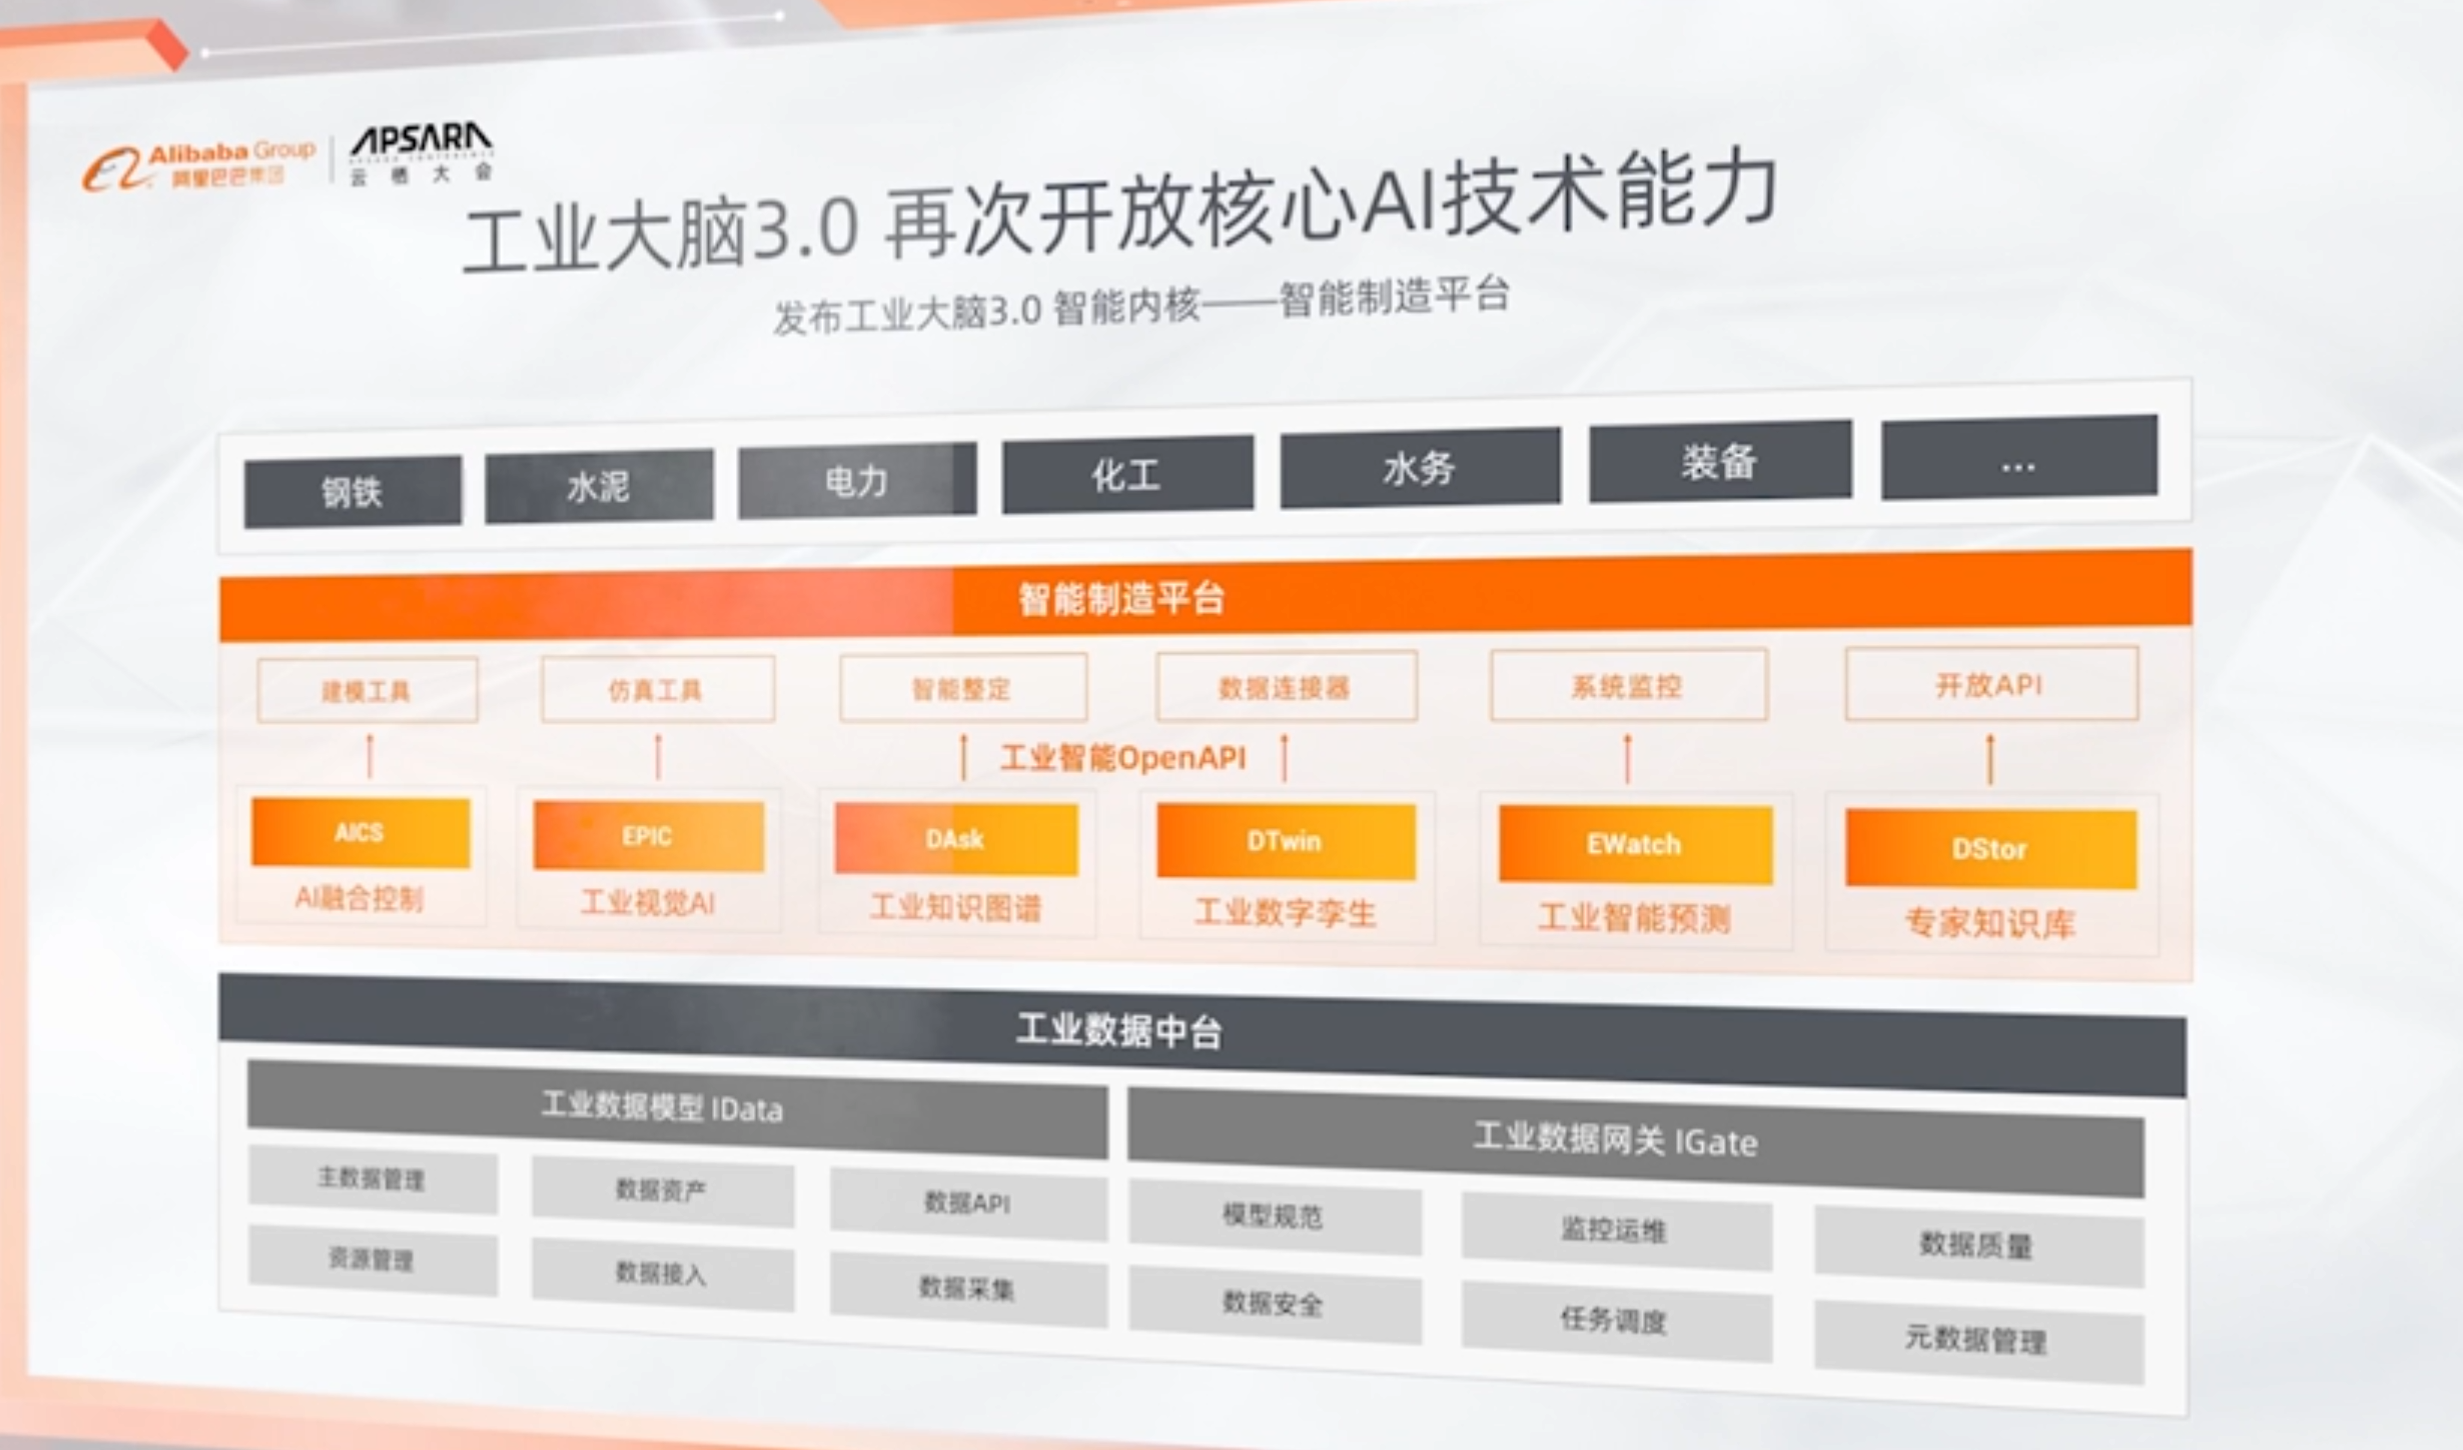 Alibaba Group
阿里巴巴集团
APSARA
云 栖 大 会
工业大脑3.0 再次开放核心AI技术能力
发布工业大脑3.0 智能内核——智能制造平台
钢铁 水泥 电力 化工 水务 装备 ...
智能制造平台
建模工具 仿真工具 智能整定 数据连接器 系统监控 开放API
工业智能OpenAPI
AICS EPIC DAsk DTwin EWatch DStor
AI融合控制 工业视觉AI 工业知识图谱 工业数字孪生 工业智能预测 专家知识库
工业数据中台
工业数据模型 IData 工业数据网关 IGate
主数据管理 数据资产 数据API 模型规范 监控运维 数据质量
资源管理 数据接入 数据采集 数据安全 任务调度 元数据管理